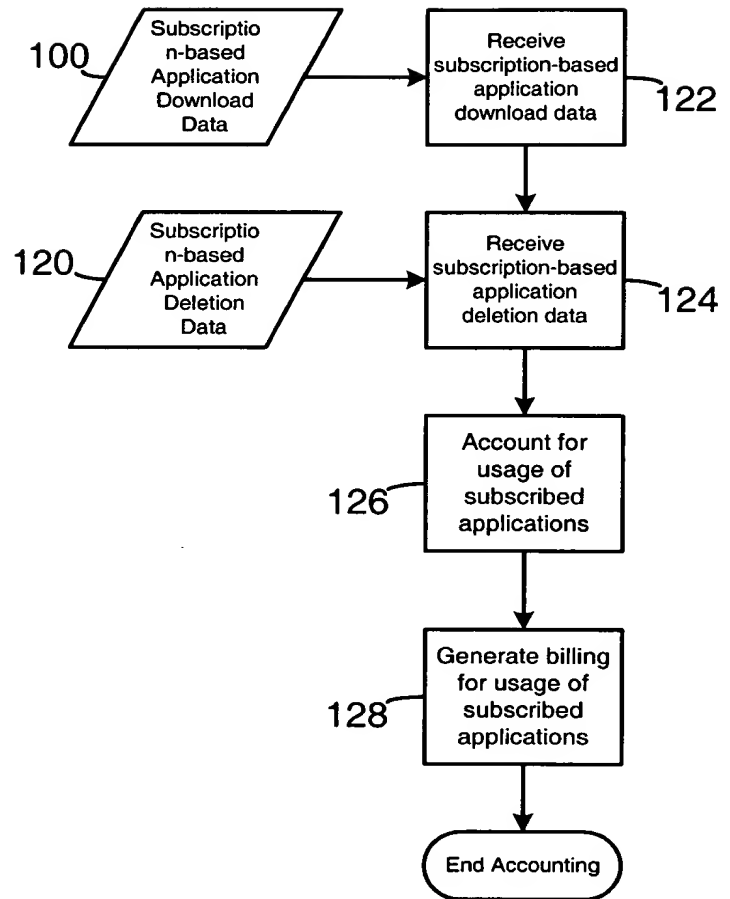 100
Subscriptio
n-based
Application
Download
Data
Receive
subscription-based
application
download data
122
120
Subscriptio
n-based
Application
Deletion
Data
Receive
subscription-based
application
deletion data
124
126
Account for
usage of
subscribed
applications
128
Generate billing
for usage of
subscribed
applications
End Accounting